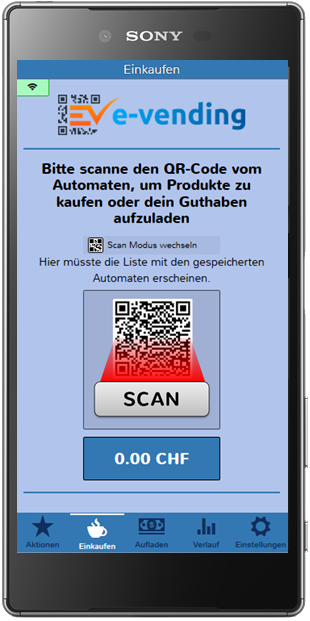 SONY
Einkaufen
EV e-vending
Bitte scanne den QR-Code vom
Automaten, um Produkte zu
kaufen oder dein Guthaben
aufzuladen
Scan Modus wechseln
Hier müsste die Liste mit den gespeicherten
Automaten erscheinen.
SCAN
0.00 CHF
Aktionen Einkaufen Aufladen Verlauf Einstellungen